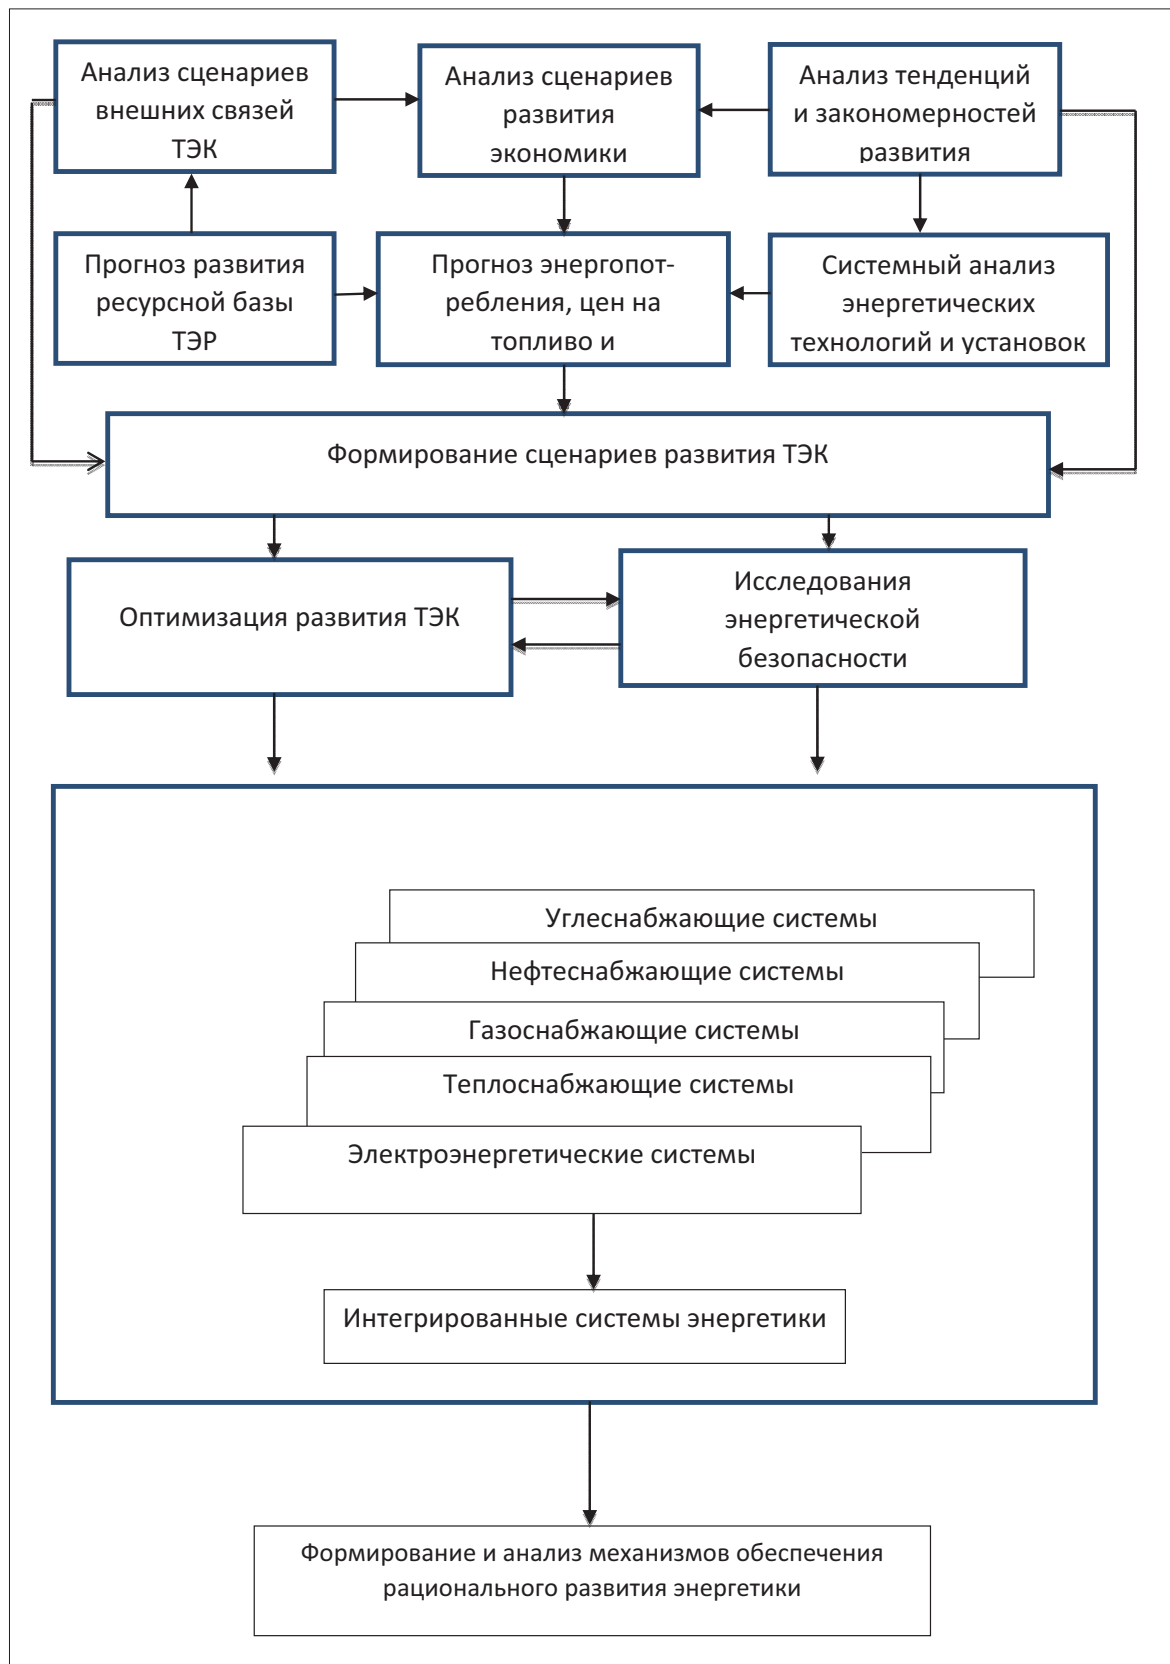 Анализ сценариев
внешних связей
ТЭК
Анализ сценариев
развития
экономики
Анализ тенденций
и закономерностей
развития
Прогноз развития
ресурсной базы
ТЭР
Прогноз энергопот-
ребления, цен на
топливо и
Системный анализ
энергетических
технологий и установок
Формирование сценариев развития ТЭК
Оптимизация развития ТЭК
Исследования
энергетической
безопасности
Углеснабжающие системы
Нефтеснабжающие системы
Газоснабжающие системы
Теплоснабжающие системы
Электроэнергетические системы
Интегрированные системы энергетики
Формирование и анализ механизмов обеспечения
рационального развития энергетики